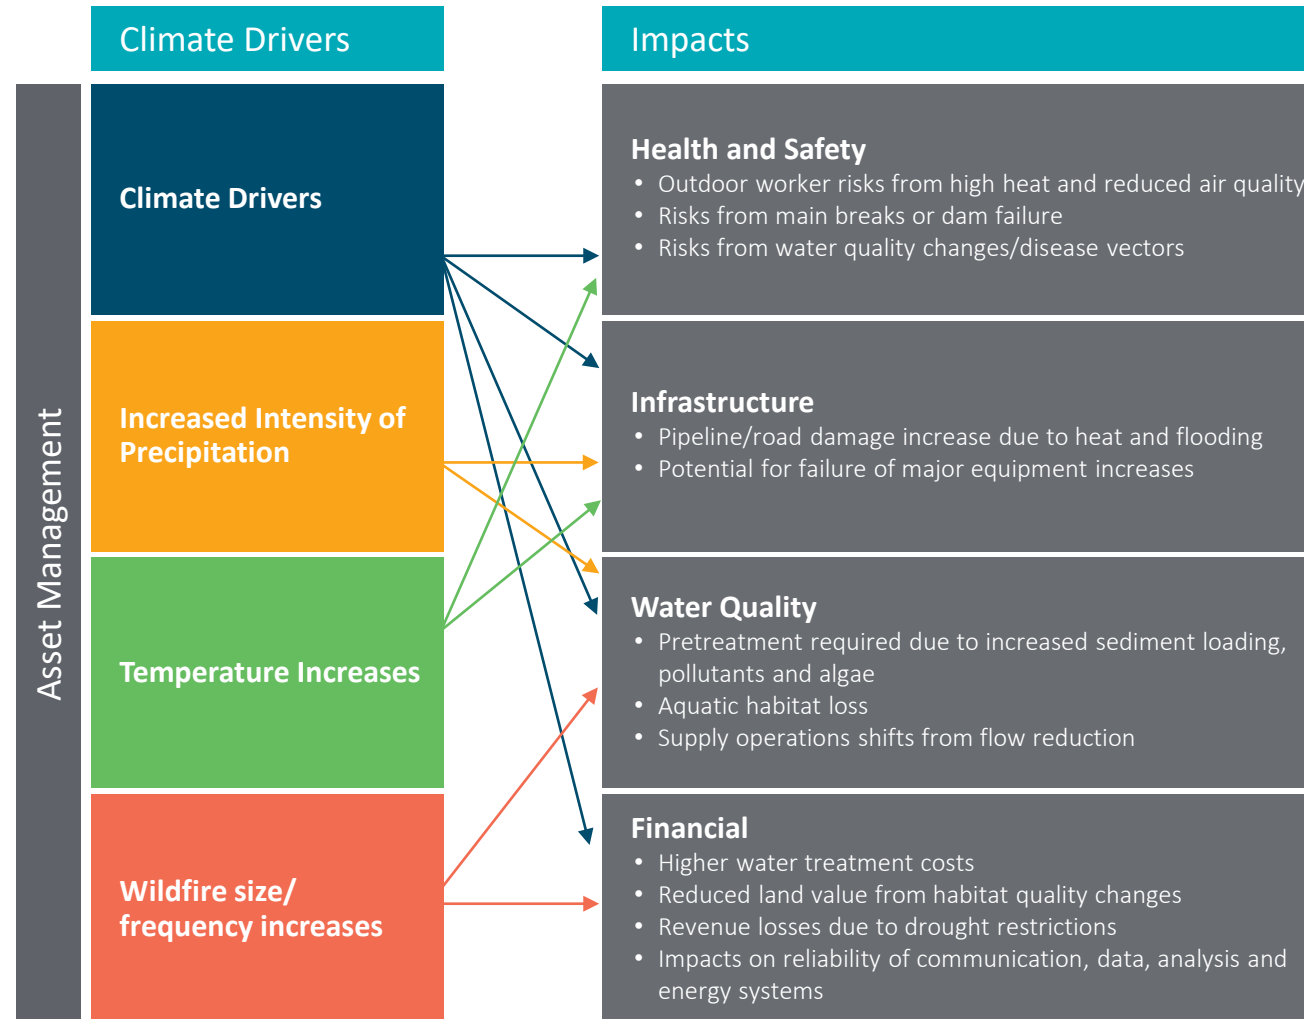 Climate Drivers
Impacts
Asset Management
Climate Drivers
Health and Safety
• Outdoor worker risks from high heat and reduced air quality
• Risks from main breaks or dam failure
• Risks from water quality changes/disease vectors
Increased Intensity of
Precipitation
Infrastructure
• Pipeline/road damage increase due to heat and flooding
• Potential for failure of major equipment increases
Temperature Increases
Water Quality
• Pretreatment required due to increased sediment loading,
pollutants and algae
• Aquatic habitat loss
• Supply operations shifts from flow reduction
Wildfire size/
frequency increases
Financial
• Higher water treatment costs
• Reduced land value from habitat quality changes
• Revenue losses due to drought restrictions
• Impacts on reliability of communication, data, analysis and
energy systems